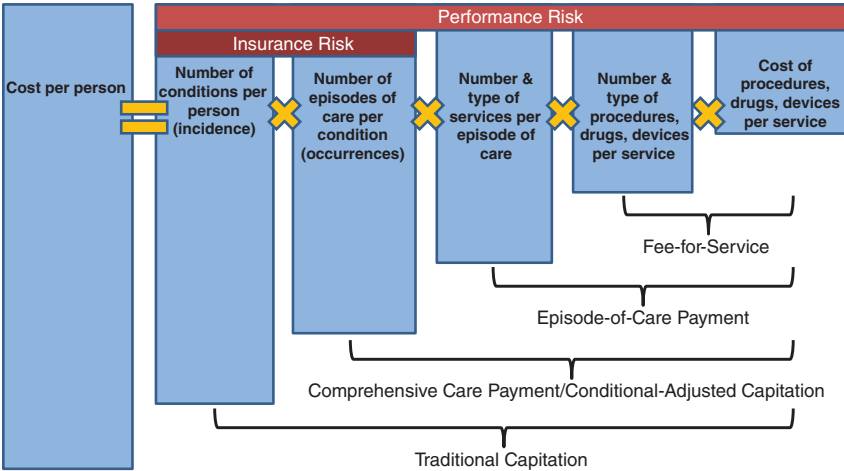 Performance Risk
Insurance Risk
Cost per person
Number of
conditions per
person
(incidence)
Number of
episodes of
care per
condition
(occurrences)
Number &
type of
services per
episode of
care
Number &
type of
procedures,
drugs, devices
per service
Cost of
procedures,
drugs, devices
per service
Fee-for-Service
Episode-of-Care Payment
Comprehensive Care Payment/Conditional-Adjusted Capitation
Traditional Capitation